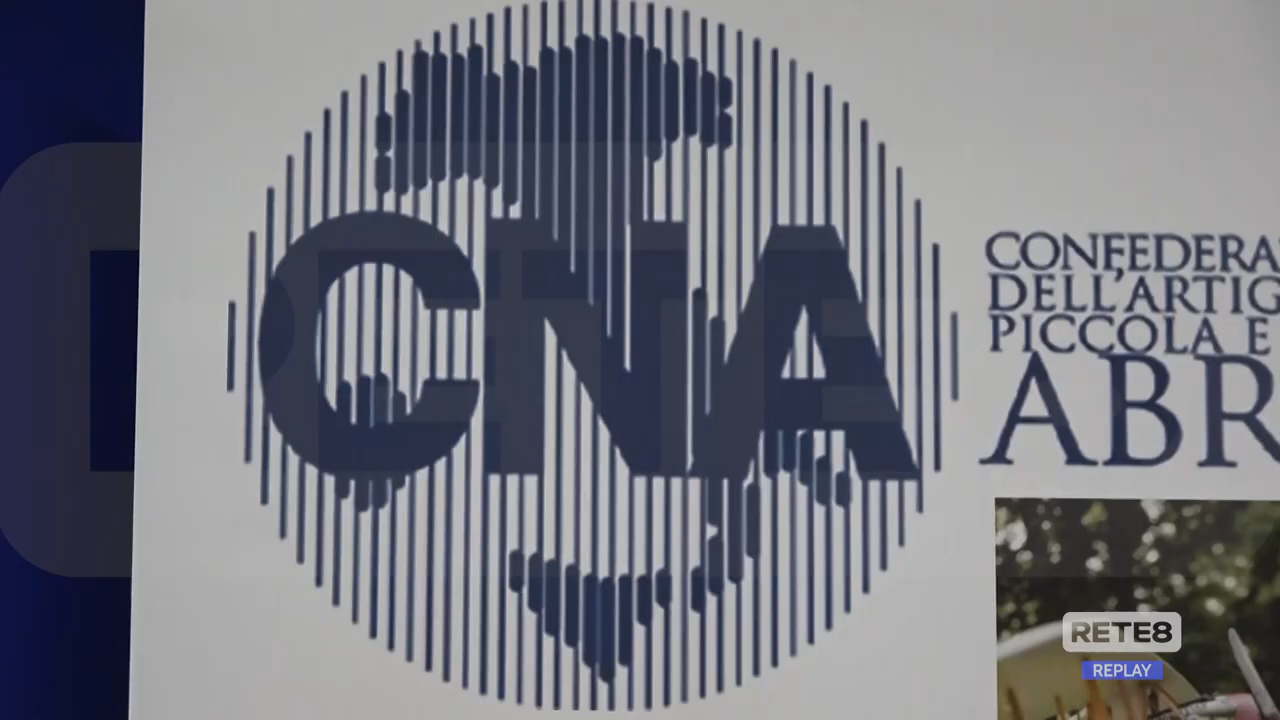 CNA
CONFEDERA
DELL'ARTIG
PICCOLA E
ABR
RETE8
REPLAY